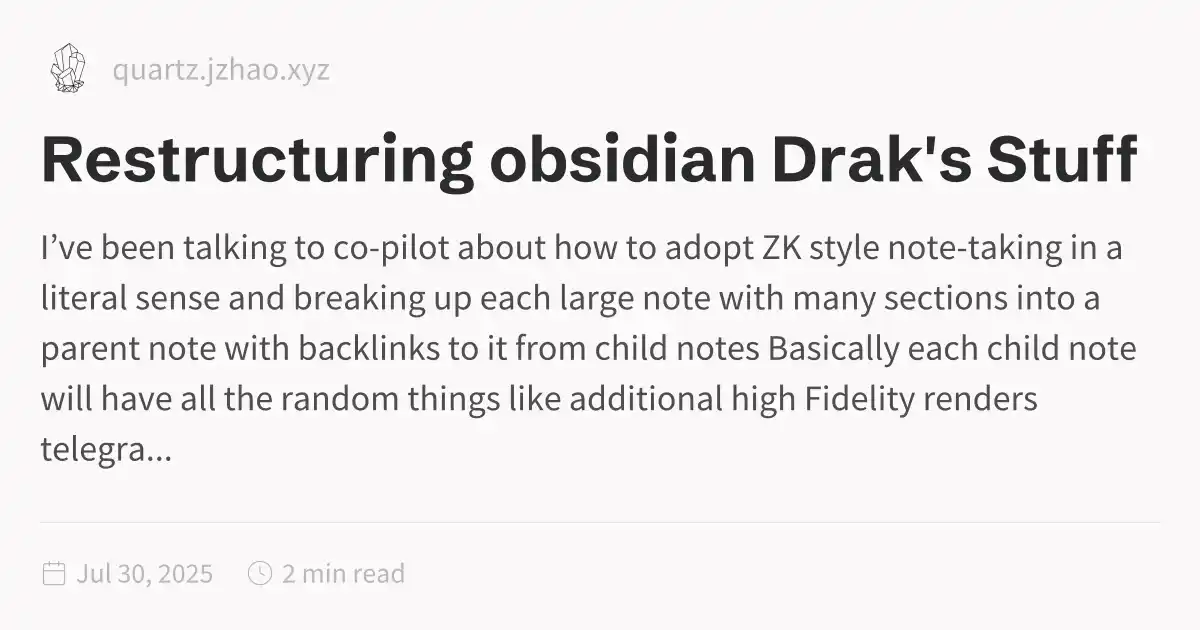 quartz.jzhao.xyz
Restructuring obsidian Drak's Stuff
I’ve been talking to co-pilot about how to adopt ZK style note-taking in a
literal sense and breaking up each large note with many sections into a
parent note with backlinks to it from child notes Basically each child note
will have all the random things like additional high Fidelity renders
telegra...
Jul 30, 2025 2 min read